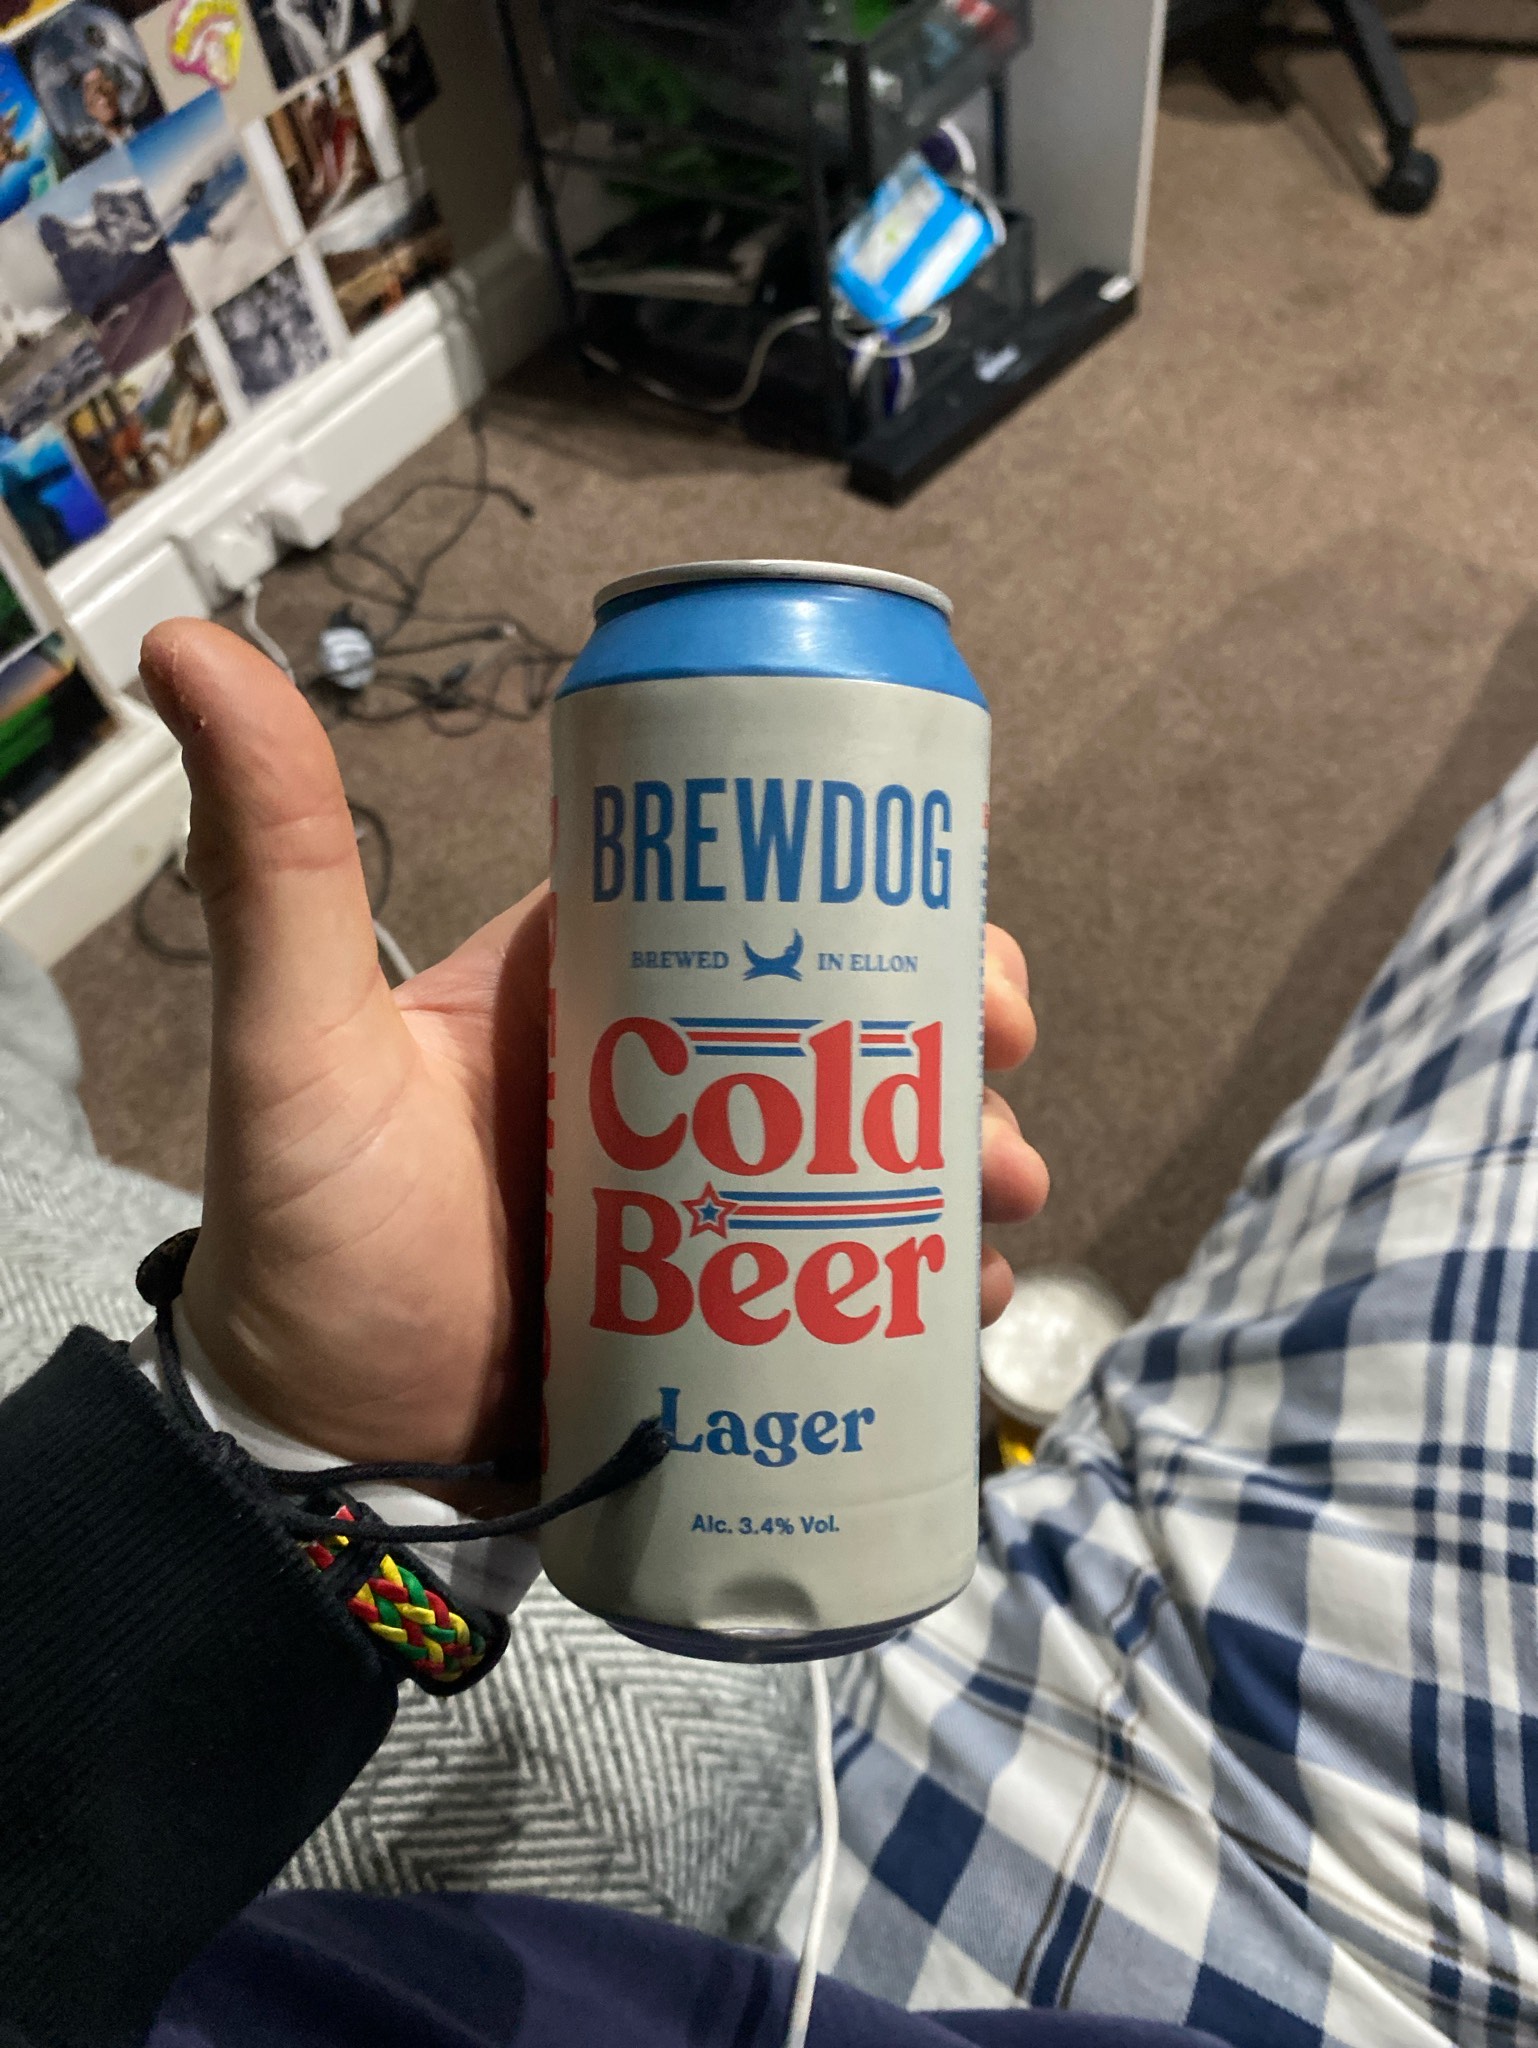 BREWDOG
BREWED IN ELLON
Cold
Beer
Lager
Alc. 3.4% Vol.